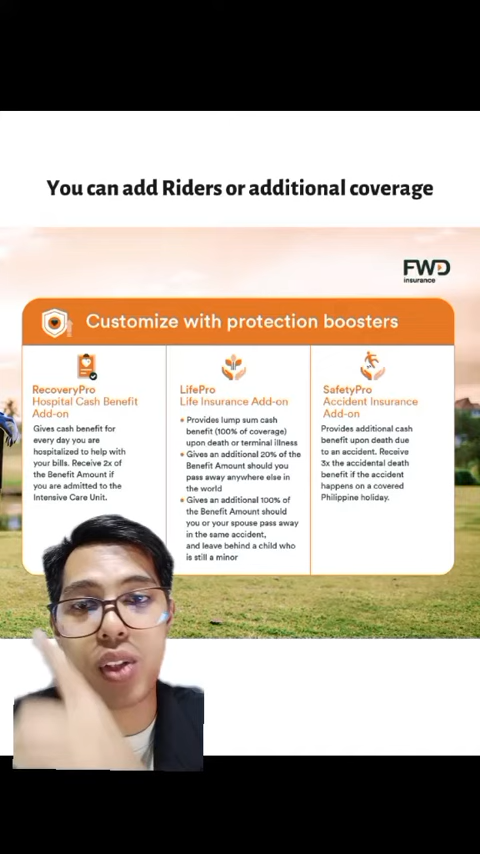 You can add Riders or additional coverage
FWD
insurance
Customize with protection boosters
RecoveryPro
Hospital Cash Benefit
Add-on
Gives cash benefit for
every day you are
hospitalized to help with
your bills. Receive 2x of
the Benefit Amount if
you are admitted to the
Intensive Care Unit.
LifePro
Life Insurance Add-on
• Provides lump sum cash
benefit (100% of coverage)
upon death or terminal illness
• Gives an additional 20% of the
Benefit Amount should you
pass away anywhere else in
the world
• Gives an additional 100% of
the Benefit Amount should
you or your spouse pass away
in the same accident,
and leave behind a child who
is still a minor
SafetyPro
Accident Insurance
Add-on
Provides additional cash
benefit upon death due
to an accident. Receive
3x the accidental death
benefit if the accident
happens on a covered
Philippine holiday.